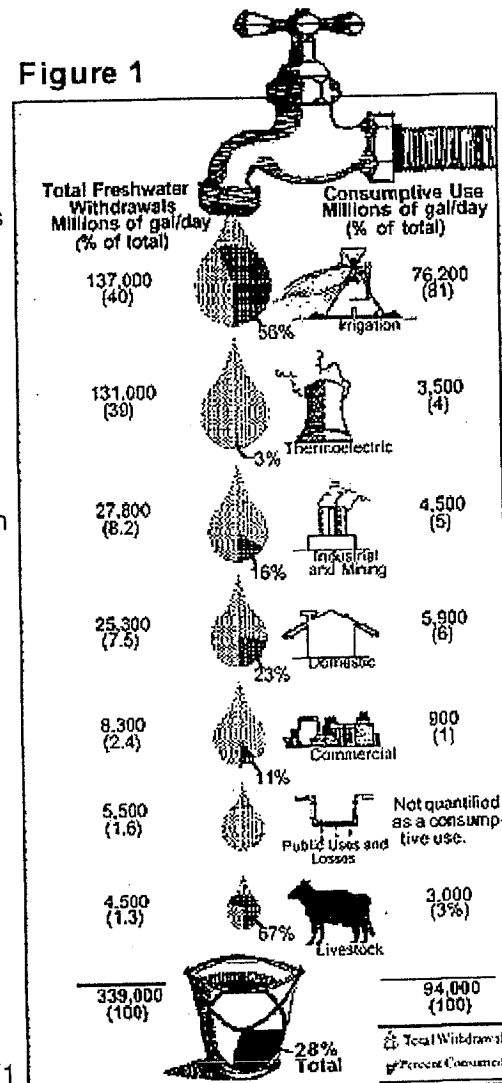 Figure 1
Total Freshwater
Withdrawals
Millions of gal/day
(% of total)
Consumptive Use
Millions of gal/day
(% of total)
137,000
(40)
56%
Irrigation
76,200
(81)
131,000
(39)
3%
Thermoelectric
3,500
(4)
27,800
(8.2)
16%
Industrial
and Mining
4,500
(5)
25,300
(7.5)
23%
Domestic
5,900
(6)
8,300
(2.4)
11%
Commercial
900
(1)
5,500
(1.6)
Public Uses and
Losses
Not quantified
as a consump-
tive use.
4,500
(1.3)
67%
Livestock
3,000
(3%)
339,000
(100)
28%
Total
94,000
(100)
Total Withdrawal
Percent Consumed